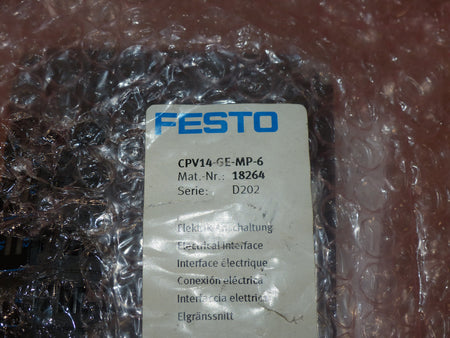 FESTO
CPV14-GE-MP-6
Mat.-Nr.: 18264
Serie: D202
Electrical interface
Interface électrique
Conexión eléctrica
Interfaccia elettrica
Elgränssnitt